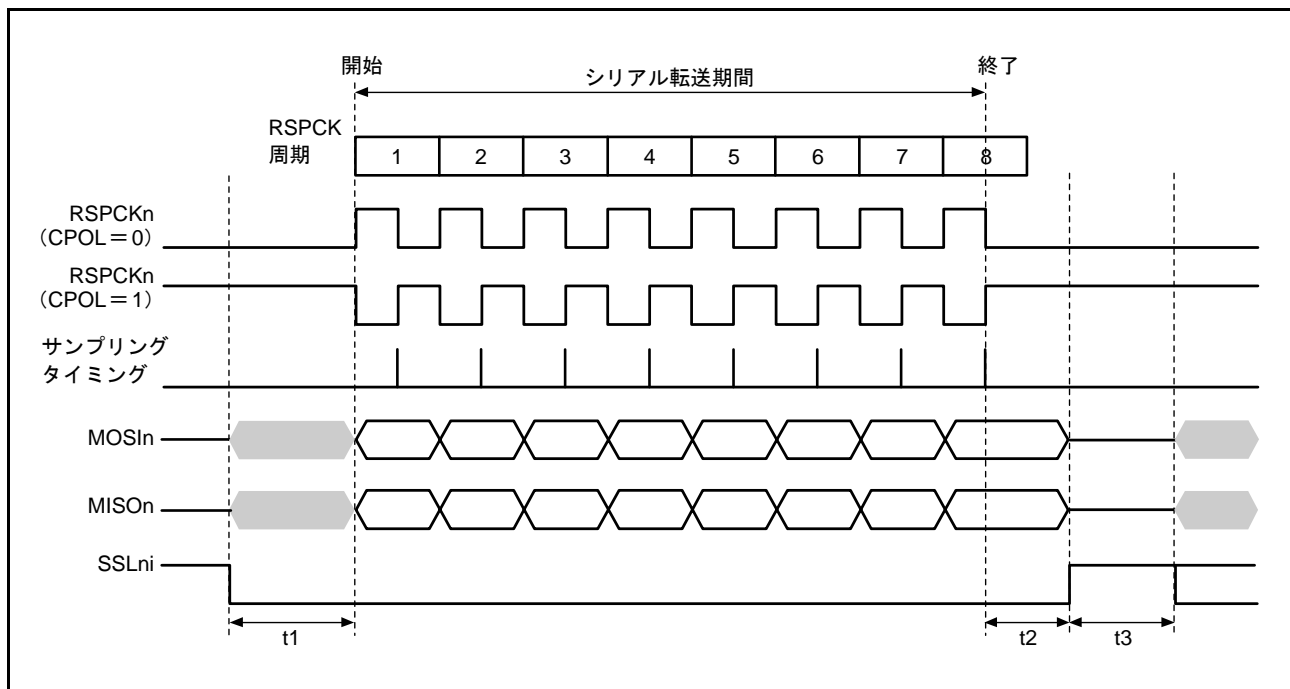 開始
シリアル転送期間
終了
RSPCK
周期
1 2 3 4 5 6 7 8
RSPCKn
（CPOL＝0）
RSPCKn
（CPOL＝1）
サンプリング
タイミング
MOSIn
MISOn
SSLni
t1
t2
t3